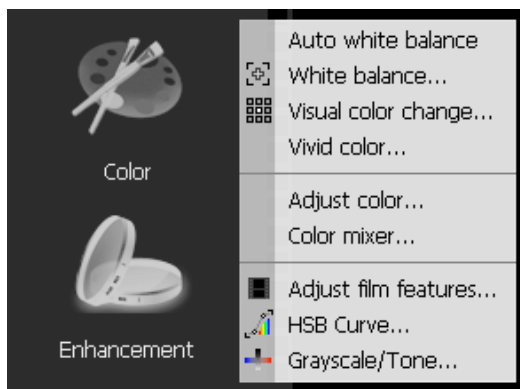 Color
Enhancement
Auto white balance
White balance...
Visual color change...
Vivid color...
Adjust color...
Color mixer...
Adjust film features...
HSB Curve...
Grayscale/Tone...